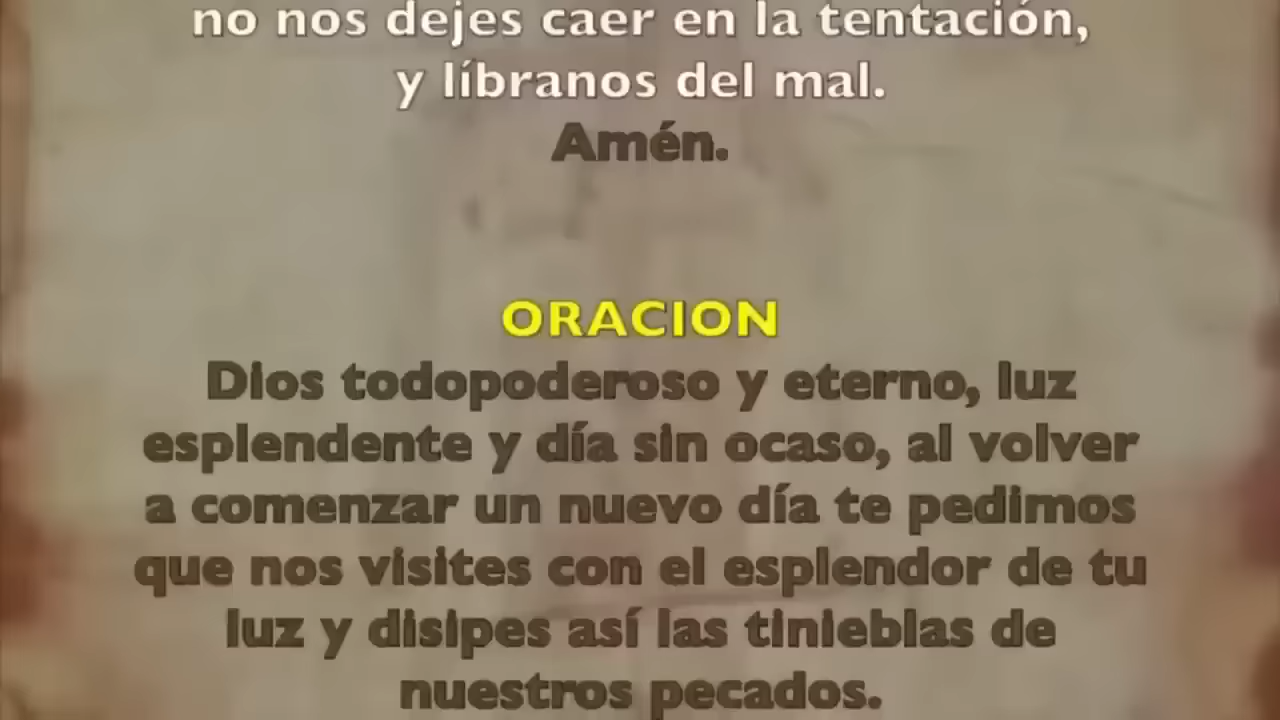 no nos dejes caer en la tentación,
y líbranos del mal.
Amén.
ORACION
Dios todopoderoso y eterno, luz
esplendente y día sin ocaso, al volver
a comenzar un nuevo día te pedimos
que nos visites con el esplendor de tu
luz y disipes así las tinieblas de
nuestros pecados.